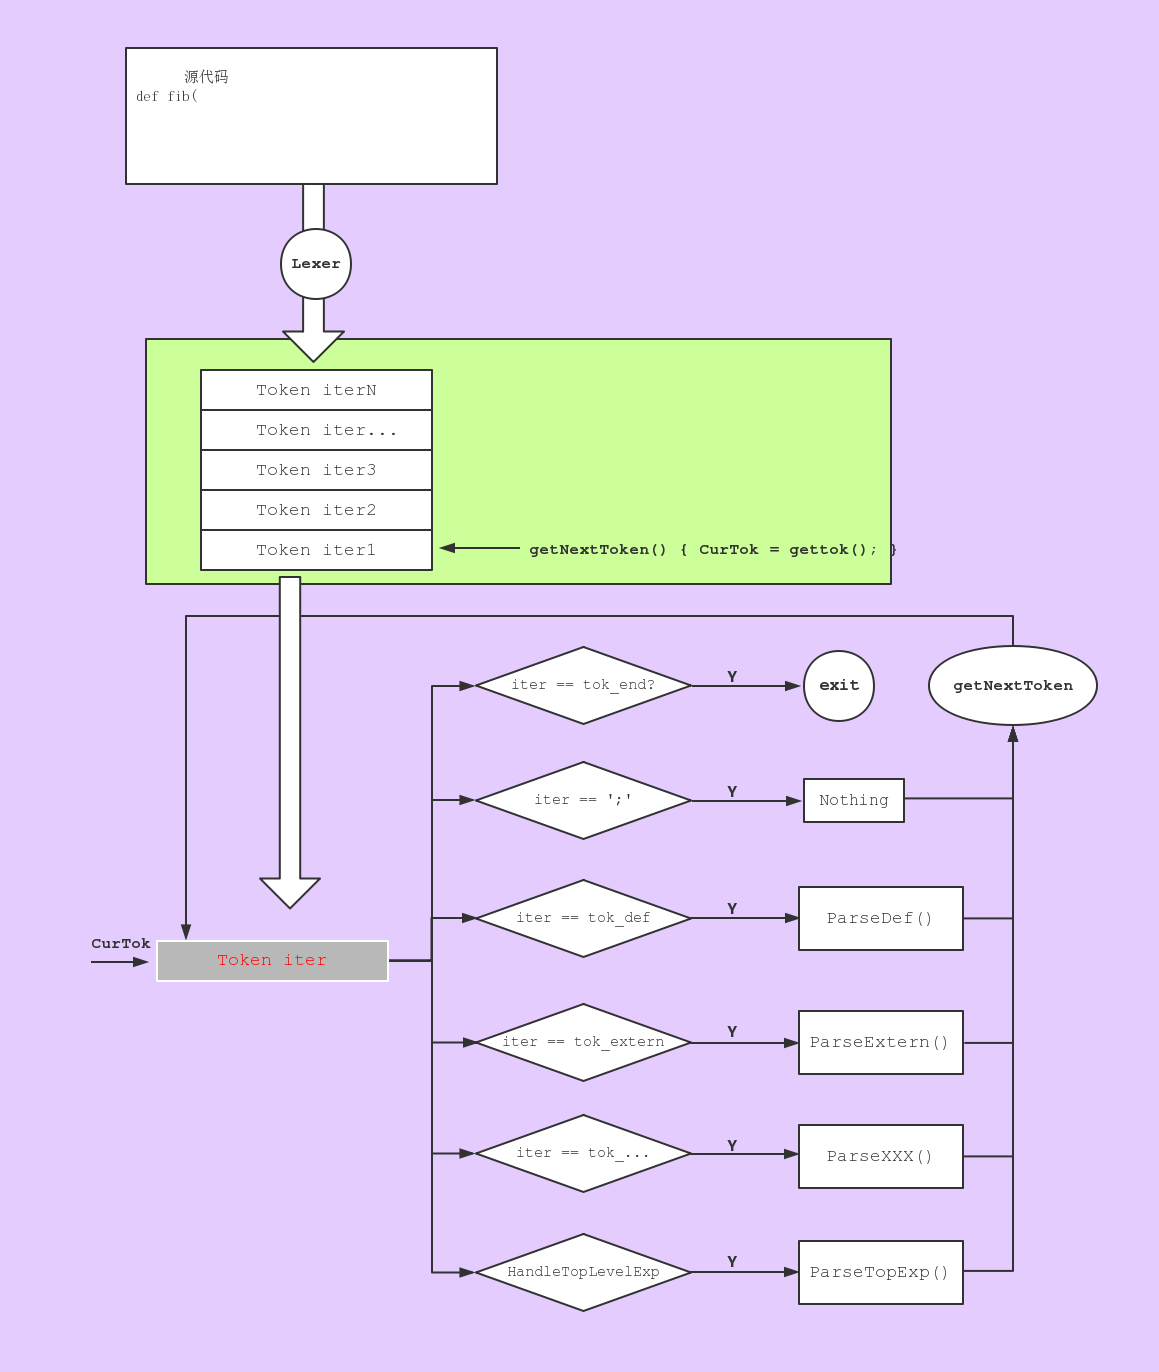 源代码
def fib(
Lexer
Token iterN
Token iter...
Token iter3
Token iter2
Token iter1
getNextToken() { CurTok = gettok(); }
iter == tok_end?
Y
exit
getNextToken
iter == ';'
Y
Nothing
iter == tok_def
Y
ParseDef()
CurTok
Token iter
iter == tok_extern
Y
ParseExtern()
iter == tok_...
Y
ParseXXX()
HandleTopLevelExp
Y
ParseTopExp()